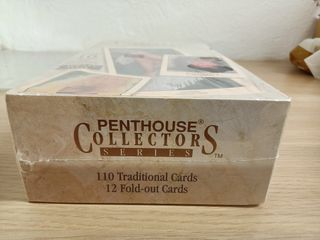 PENTHOUSE®
COLLECTORS
SERIES™
110 Traditional Cards
12 Fold-out Cards